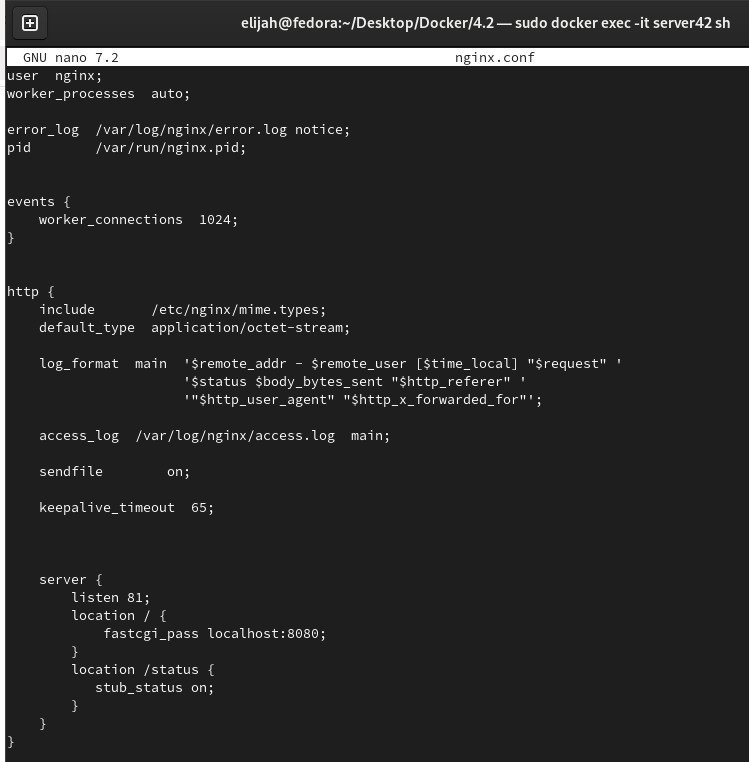 elijah@fedora:~/Desktop/Docker/4.2 — sudo docker exec -it server42 sh
GNU nano 7.2 nginx.conf
user  nginx;
worker_processes  auto;

error_log  /var/log/nginx/error.log notice;
pid        /var/run/nginx.pid;


events {
    worker_connections  1024;
}


http {
    include       /etc/nginx/mime.types;
    default_type  application/octet-stream;

    log_format  main  '$remote_addr - $remote_user [$time_local] "$request" '
                      '$status $body_bytes_sent "$http_referer" '
                      '"$http_user_agent" "$http_x_forwarded_for"';

    access_log  /var/log/nginx/access.log  main;

    sendfile        on;

    keepalive_timeout  65;



    server {
        listen 81;
        location / {
            fastcgi_pass localhost:8080;
        }
        location /status {
           stub_status on;
        }
    }
}